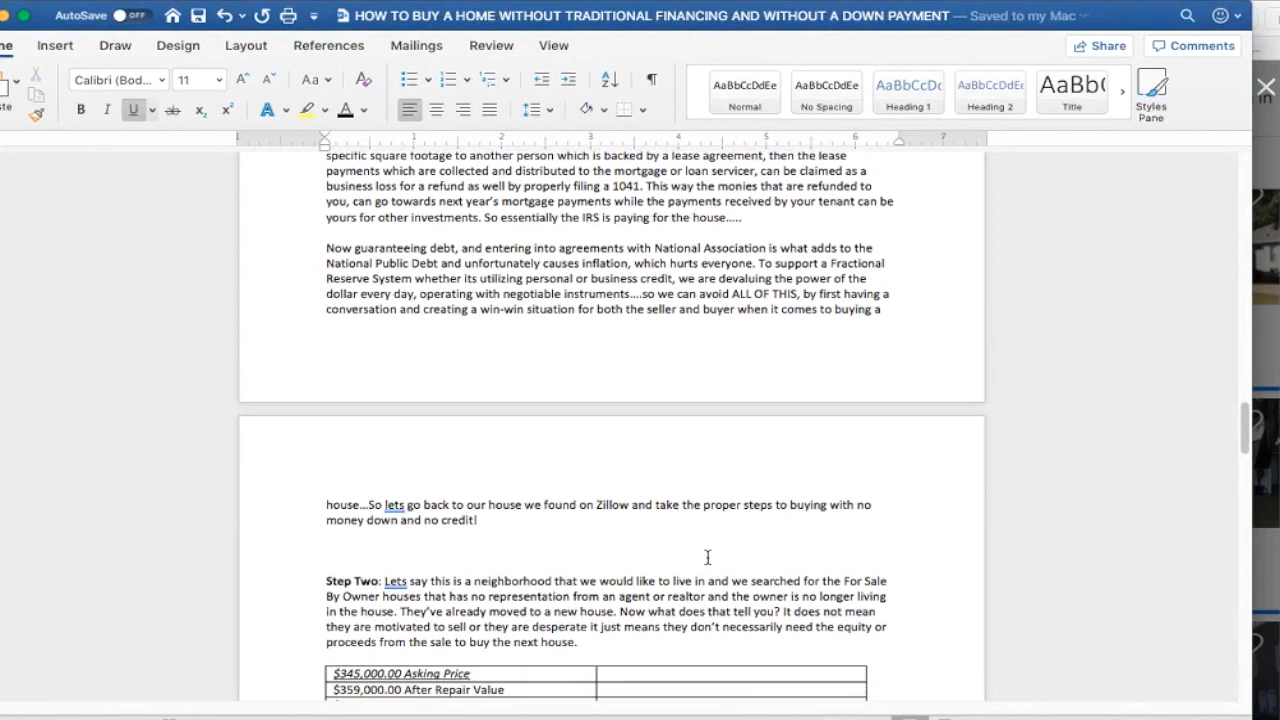 AutoSave OFF HOW TO BUY A HOME WITHOUT TRADITIONAL FINANCING AND WITHOUT A DOWN PAYMENT — Saved to my Mac
Insert Draw Design Layout References Mailings Review View Share Comments
Calibri (Bod... 11 Aa AaBbCcDdEe AaBbCcDdEe AaBbCcDc AaBbCcDdEe AaBb(
Normal No Spacing Heading 1 Heading 2 Title Styles Pane
1 1 2 3 4 5 6 7
specific square footage to another person which is backed by a lease agreement, then the lease
payments which are collected and distributed to the mortgage or loan servicer, can be claimed as a
business loss for a refund as well by properly filing a 1041. This way the monies that are refunded to
you, can go towards next year's mortgage payments while the payments received by your tenant can be
yours for other investments. So essentially the IRS is paying for the house.....
Now guaranteeing debt, and entering into agreements with National Association is what adds to the
National Public Debt and unfortunately causes inflation, which hurts everyone. To support a Fractional
Reserve System whether its utilizing personal or business credit, we are devaluing the power of the
dollar every day, operating with negotiable instruments....so we can avoid ALL OF THIS, by first having a
conversation and creating a win-win situation for both the seller and buyer when it comes to buying a
house...So lets go back to our house we found on Zillow and take the proper steps to buying with no
money down and no credit!
Step Two: Lets say this is a neighborhood that we would like to live in and we searched for the For Sale
By Owner houses that has no representation from an agent or realtor and the owner is no longer living
in the house. They've already moved to a new house. Now what does that tell you? It does not mean
they are motivated to sell or they are desperate it just means they don't necessarily need the equity or
proceeds from the sale to buy the next house.
$345,000.00 Asking Price
$359,000.00 After Repair Value